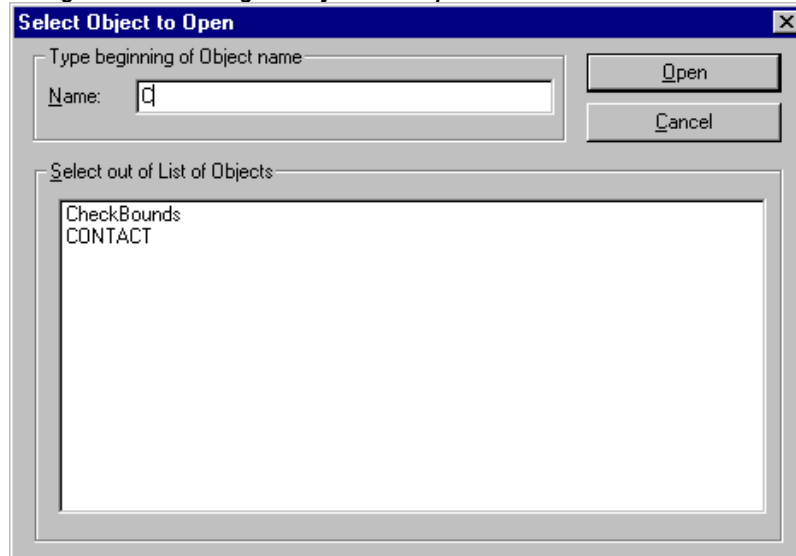 Select Object to Open
Type beginning of Object name
Name: C
Open
Cancel
Select out of List of Objects
CheckBounds
CONTACT